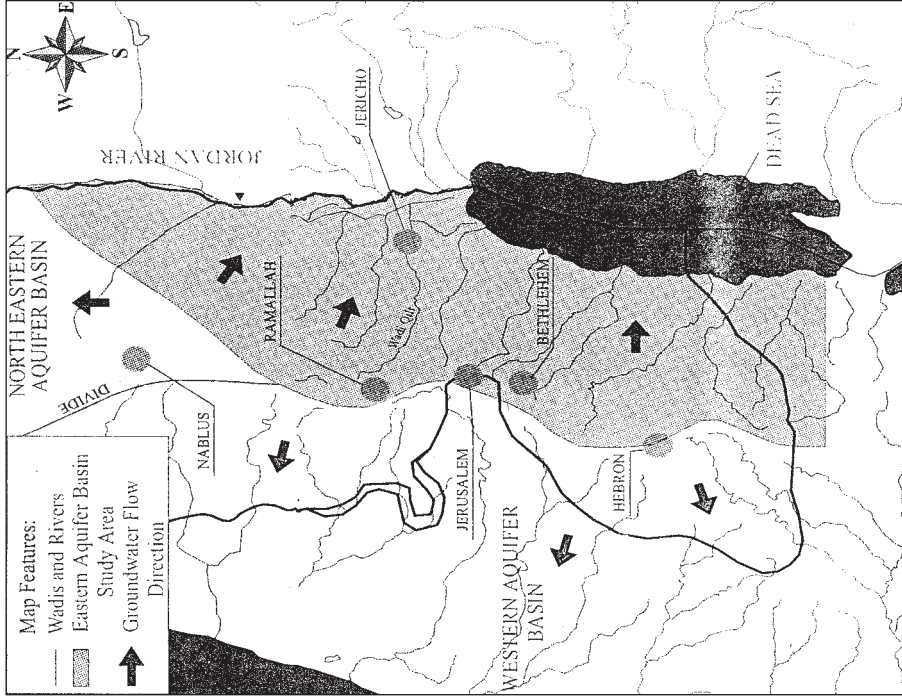 N
E
W
S
Map Features:
Wadis and Rivers
Eastern Aquifer Basin
Study Area
Groundwater Flow
Direction
NORTH EASTERN
AQUIFER BASIN
DIVIDE
NABLUS
RAMALLAH
JORDAN RIVER
JERICHO
Wadi Qilt
JERUSALEM
BETHLEHEM
DEAD SEA
HEBRON
WESTERN AQUIFER
BASIN